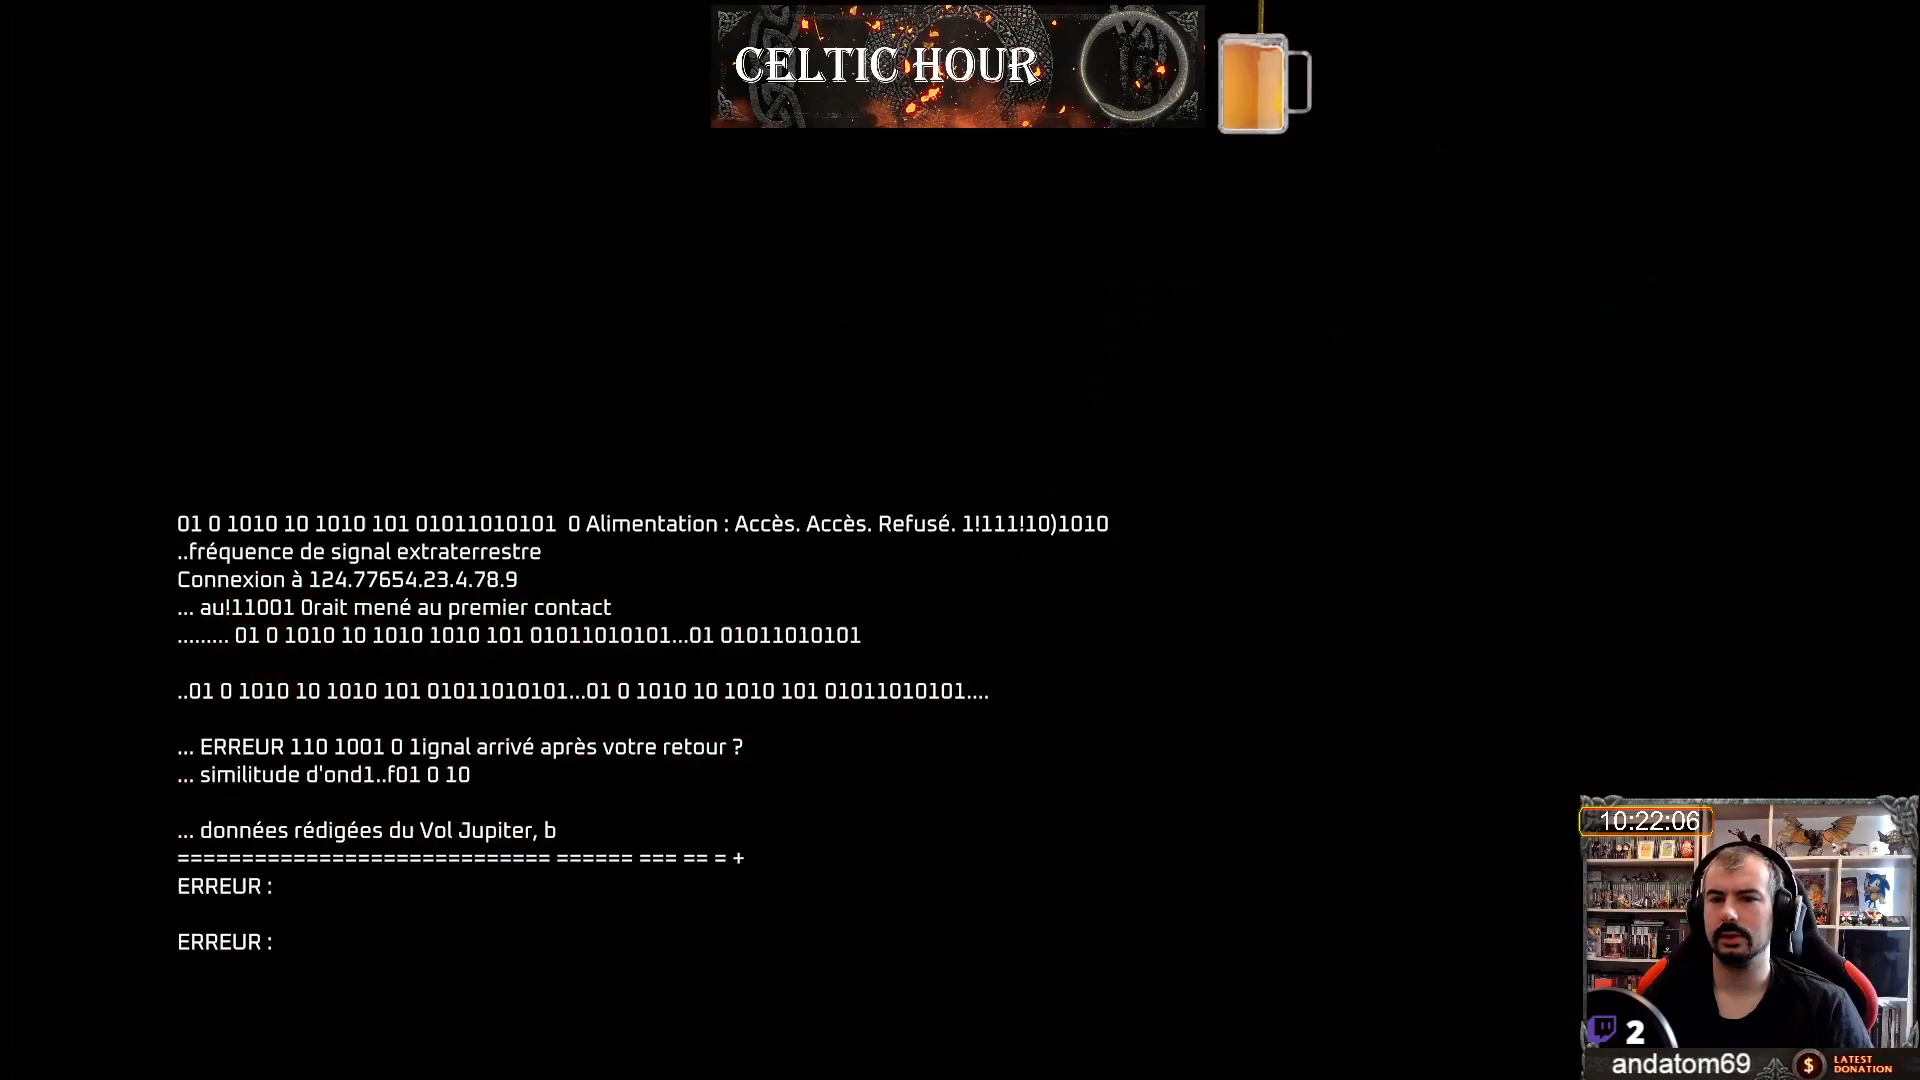 CELTIC HOUR
01 0 1010 10 1010 101 01011010101  0 Alimentation : Accès. Accès. Refusé. 1!111!10)1010
..fréquence de signal extraterrestre
Connexion à 124.77654.23.4.78.9
... au!11001 0rait mené au premier contact
......... 01 0 1010 10 1010 1010 101 01011010101...01 01011010101
..01 0 1010 10 1010 101 01011010101...01 0 1010 10 1010 101 01011010101....
... ERREUR 110 1001 0 1ignal arrivé après votre retour ?
... similitude d'ond1..f01 0 10
... données rédigées du Vol Jupiter, b
============================= ====== === == = +
ERREUR :
ERREUR :
10:22:06
2
andatom69
$
LATEST
DONATION